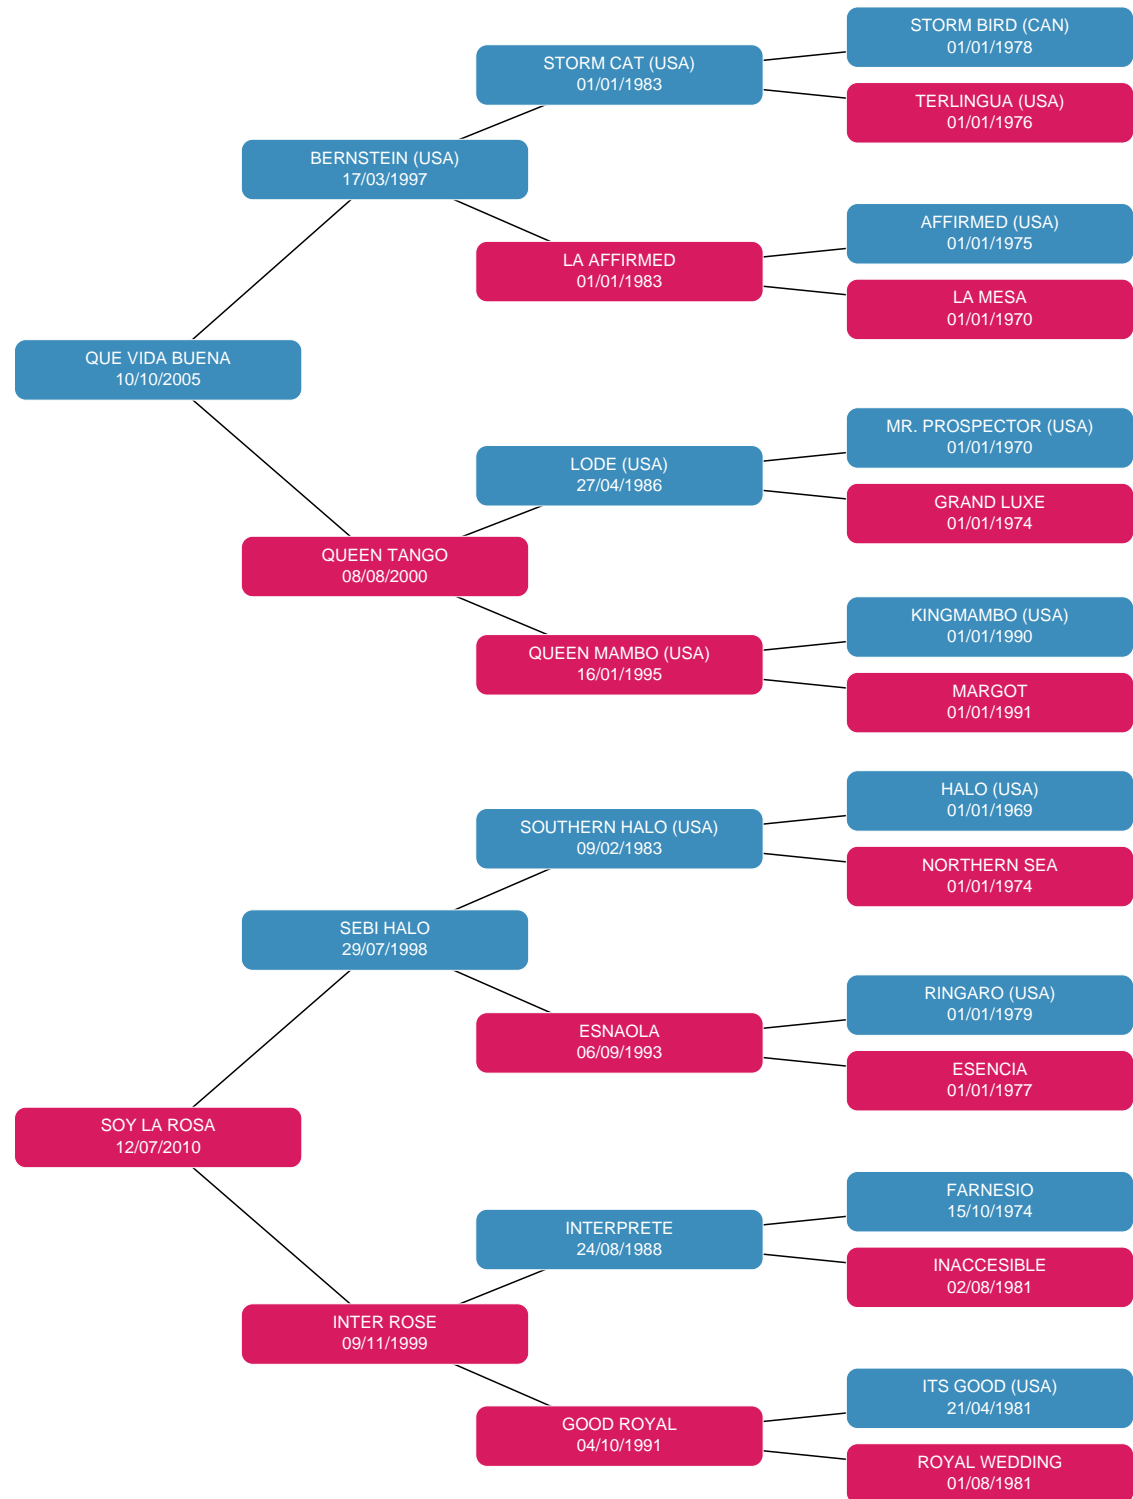 STORM BIRD (CAN)
01/01/1978
STORM CAT (USA)
01/01/1983
TERLINGUA (USA)
01/01/1976
BERNSTEIN (USA)
17/03/1997
AFFIRMED (USA)
01/01/1975
LA AFFIRMED
01/01/1983
LA MESA
01/01/1970
QUE VIDA BUENA
10/10/2005
MR. PROSPECTOR (USA)
01/01/1970
LODE (USA)
27/04/1986
GRAND LUXE
01/01/1974
QUEEN TANGO
08/08/2000
KINGMAMBO (USA)
01/01/1990
QUEEN MAMBO (USA)
16/01/1995
MARGOT
01/01/1991
HALO (USA)
01/01/1969
SOUTHERN HALO (USA)
09/02/1983
NORTHERN SEA
01/01/1974
SEBI HALO
29/07/1998
RINGARO (USA)
01/01/1979
ESNAOLA
06/09/1993
ESENCIA
01/01/1977
SOY LA ROSA
12/07/2010
FARNESIO
15/10/1974
INTERPRETE
24/08/1988
INACCESIBLE
02/08/1981
INTER ROSE
09/11/1999
ITS GOOD (USA)
21/04/1981
GOOD ROYAL
04/10/1991
ROYAL WEDDING
01/08/1981